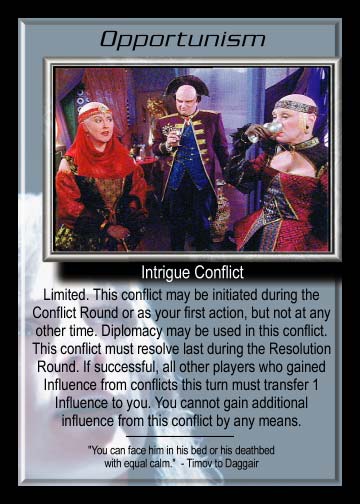 Opportunism
Intrigue Conflict
Limited. This conflict may be initiated during the
Conflict Round or as your first action, but not at any
other time. Diplomacy may be used in this conflict.
This conflict must resolve last during the Resolution
Round. If successful, all other players who gained
Influence from conflicts this turn must transfer 1
Influence to you. You cannot gain additional
influence from this conflict by any means.
"You can face him in his bed or his deathbed
with equal calm." - Timov to Daggair